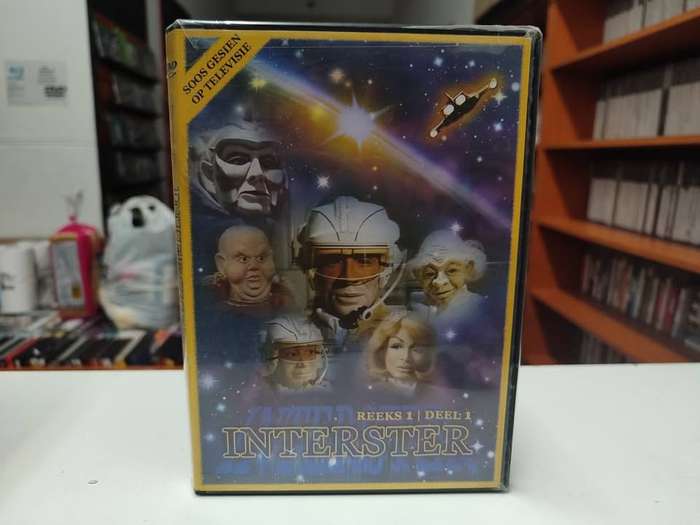 SOOS GESIEN
OP TELEVISIE
REEKS 1 | DEEL 1
INTERSTER